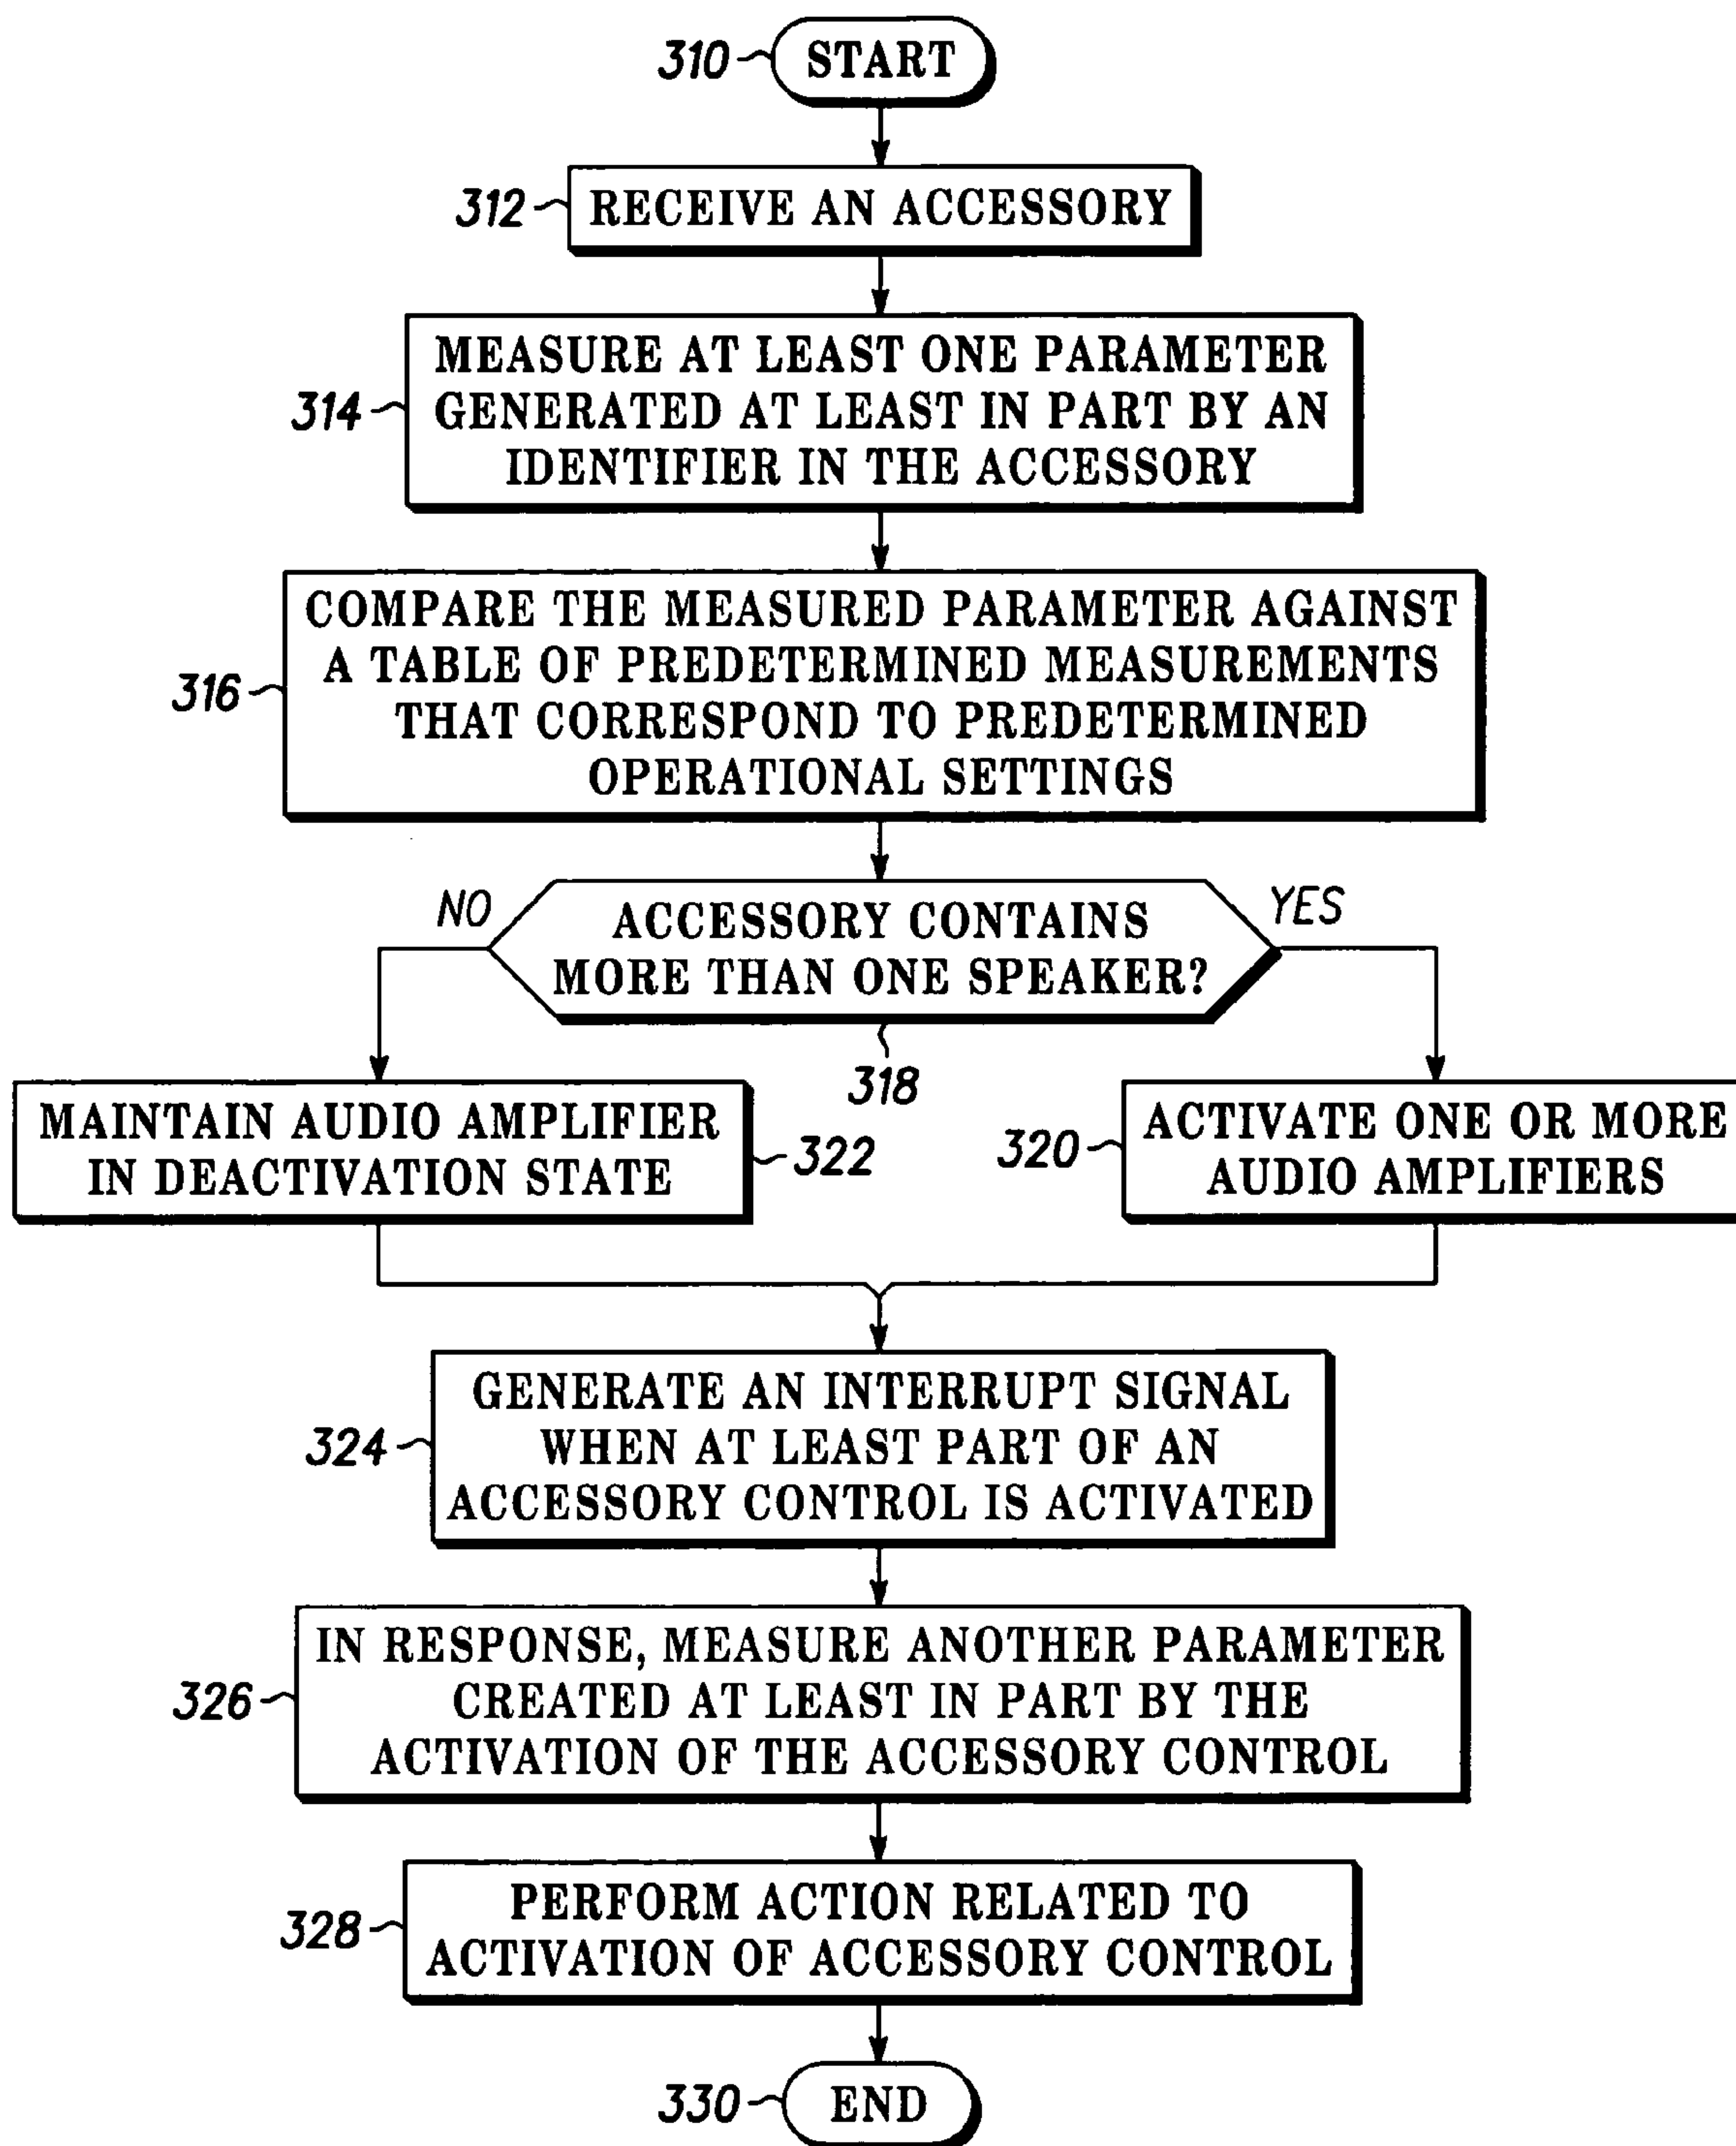 310
START
312
RECEIVE AN ACCESSORY
314
MEASURE AT LEAST ONE PARAMETER
GENERATED AT LEAST IN PART BY AN
IDENTIFIER IN THE ACCESSORY
316
COMPARE THE MEASURED PARAMETER AGAINST
A TABLE OF PREDETERMINED MEASUREMENTS
THAT CORRESPOND TO PREDETERMINED
OPERATIONAL SETTINGS
NO
ACCESSORY CONTAINS
MORE THAN ONE SPEAKER?
YES
318
MAINTAIN AUDIO AMPLIFIER
IN DEACTIVATION STATE
322
320
ACTIVATE ONE OR MORE
AUDIO AMPLIFIERS
324
GENERATE AN INTERRUPT SIGNAL
WHEN AT LEAST PART OF AN
ACCESSORY CONTROL IS ACTIVATED
326
IN RESPONSE, MEASURE ANOTHER PARAMETER
CREATED AT LEAST IN PART BY THE
ACTIVATION OF THE ACCESSORY CONTROL
328
PERFORM ACTION RELATED TO
ACTIVATION OF ACCESSORY CONTROL
330
END